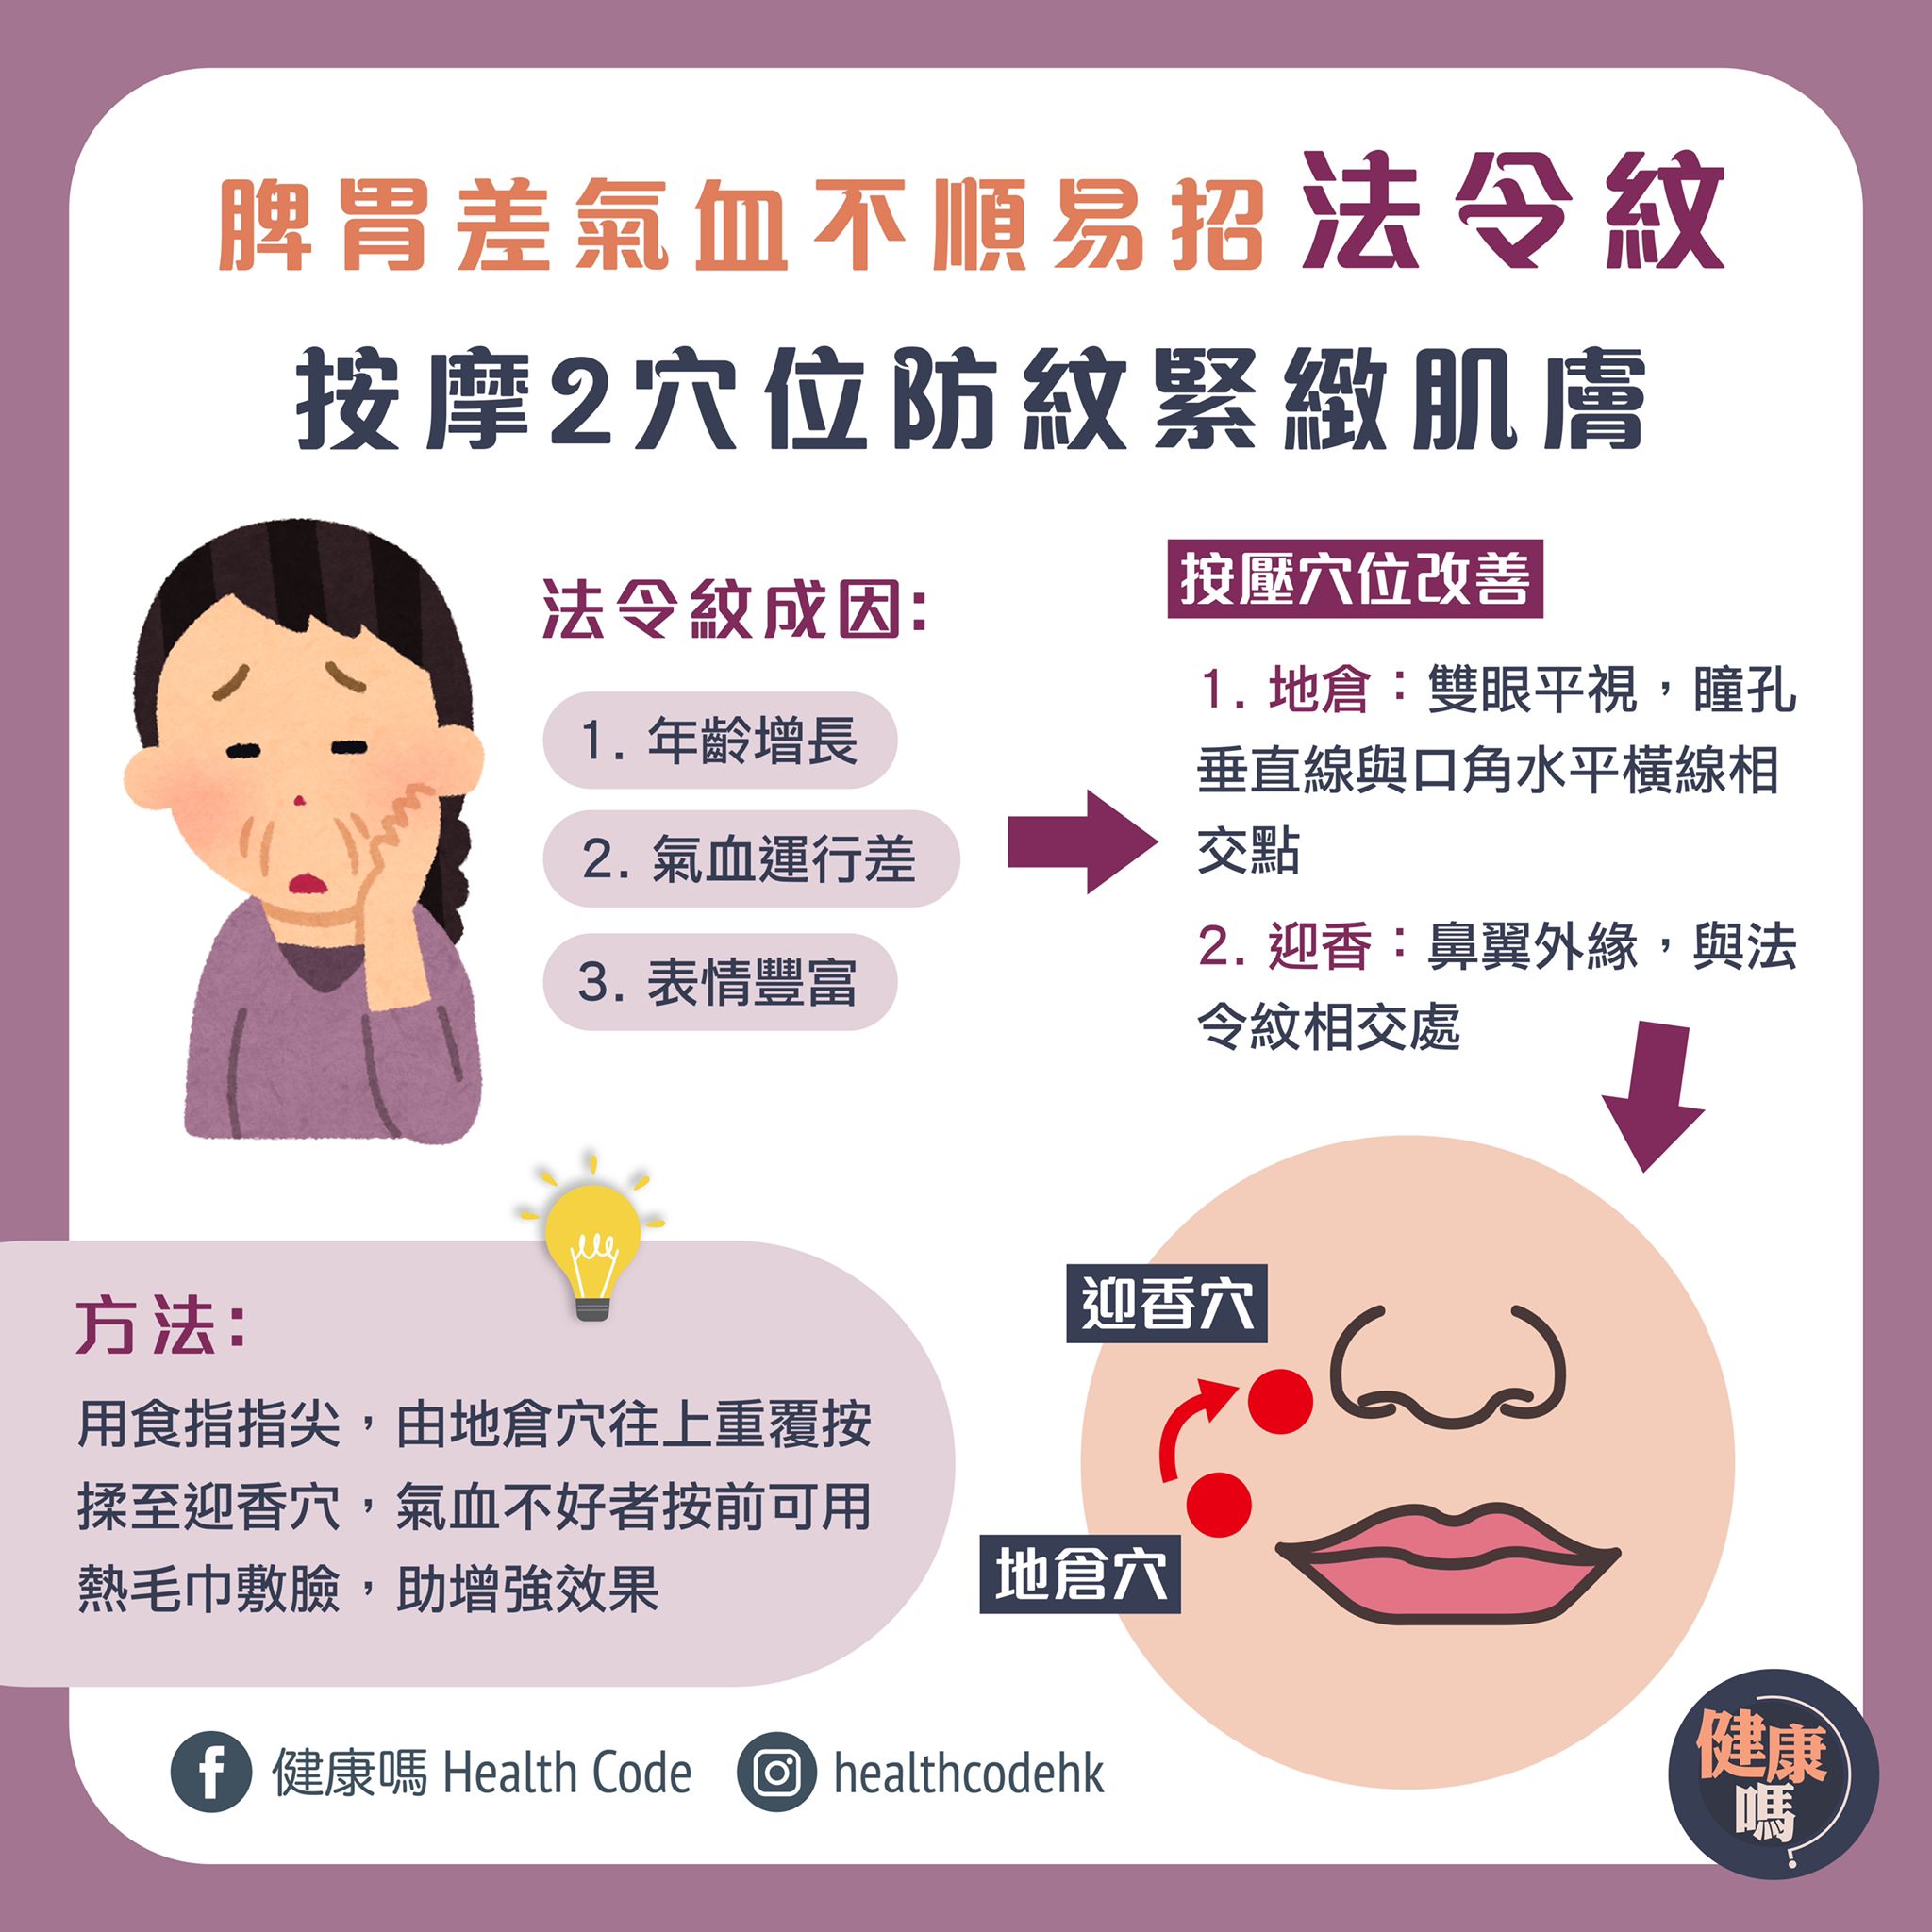 脾胃差氣血不順易招法令紋
按摩2穴位防紋緊緻肌膚
法令紋成因:
1. 年齡增長
2. 氣血運行差
3. 表情豐富
按壓穴位改善
1. 地倉：雙眼平視，瞳孔
垂直線與口角水平橫線相
交點
2. 迎香：鼻翼外緣，與法
令紋相交處
迎香穴
地倉穴
方法:
用食指指尖，由地倉穴往上重覆按
揉至迎香穴，氣血不好者按前可用
熱毛巾敷臉，助增強效果
健康嗎 Health Code
healthcodehk
健康
嗎?